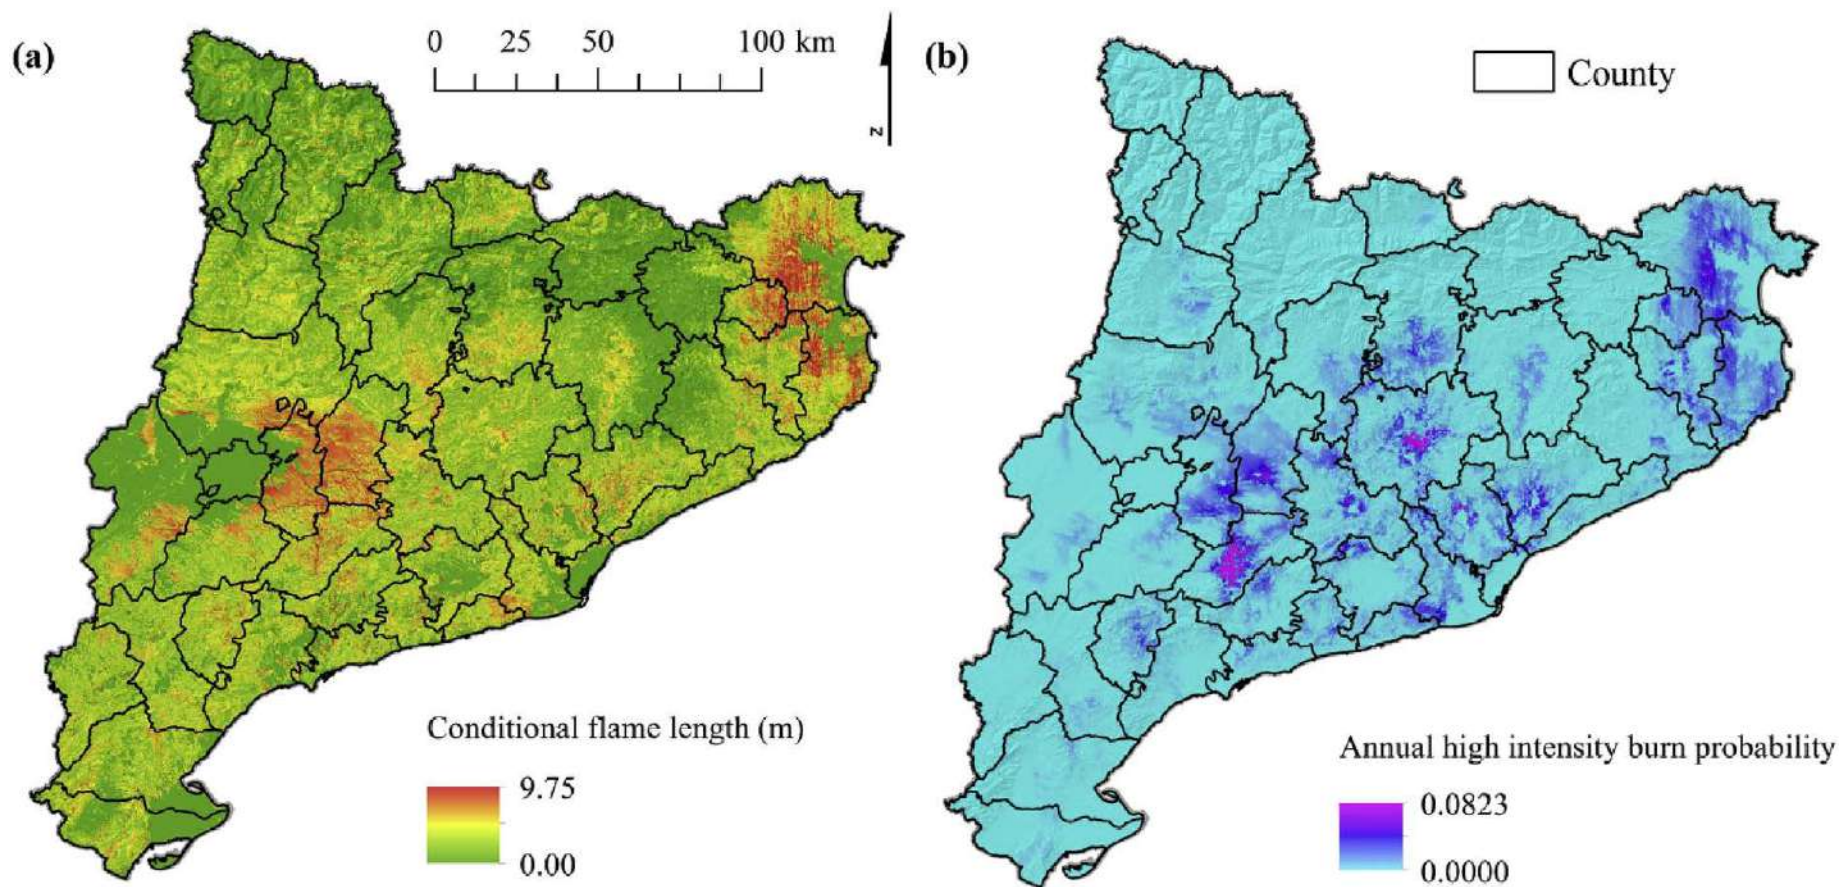 (a)
0 25 50 100 km
z
Conditional flame length (m)
9.75
0.00
(b)
County
Annual high intensity burn probability
0.0823
0.0000